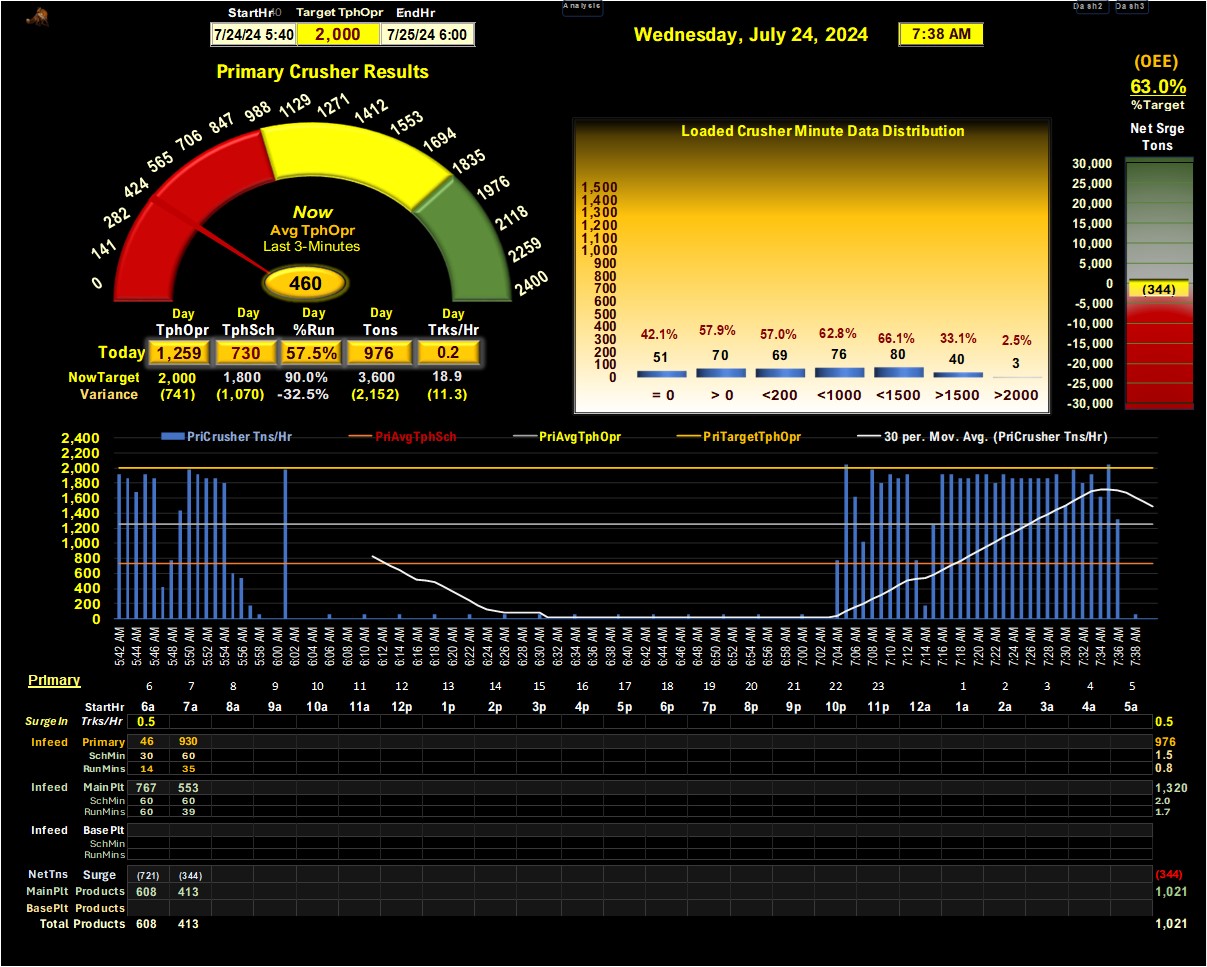 Analysis Dash2 Dash3
StartHr Target TphOpr EndHr
7/24/24 5:40 2,000 7/25/24 6:00
Wednesday, July 24, 2024 7:38 AM
(OEE)
63.0%
%Target
Net Srge
Tons
30,000
25,000
20,000
15,000
10,000
5,000
0
(344)
-5,000
-10,000
-15,000
-20,000
-25,000
-30,000
Primary Crusher Results
0 141 282 424 565 706 847 988 1129 1271 1412 1553 1694 1835 1976 2118 2259 2400
Now
Avg TphOpr
Last 3-Minutes
460
Day Day Day Day Day
TphOpr TphSch %Run Tons Trks/Hr
Today 1,259 730 57.5% 976 0.2
NowTarget 2,000 1,800 90.0% 3,600 18.9
Variance (741) (1,070) -32.5% (2,152) (11.3)
Loaded Crusher Minute Data Distribution
1,500
1,400
1,300
1,200
1,100
1,000
900
800
700
600
500
400
300
200
100
0
42.1% 57.9% 57.0% 62.8% 66.1% 33.1% 2.5%
51 70 69 76 80 40 3
= 0 > 0 <200 <1000 <1500 >1500 >2000
PriCrusher Tns/Hr PriAvgTphSch PriAvgTphOpr PriTargetTphOpr 30 per. Mov. Avg. (PriCrusher Tns/Hr)
2,400
2,200
2,000
1,800
1,600
1,400
1,200
1,000
800
600
400
200
0
5:42 AM 5:44 AM 5:46 AM 5:48 AM 5:50 AM 5:52 AM 5:54 AM 5:56 AM 5:58 AM 6:00 AM 6:02 AM 6:04 AM 6:06 AM 6:08 AM 6:10 AM 6:12 AM 6:14 AM 6:16 AM 6:18 AM 6:20 AM 6:22 AM 6:24 AM 6:26 AM 6:28 AM 6:30 AM 6:32 AM 6:34 AM 6:36 AM 6:38 AM 6:40 AM 6:42 AM 6:44 AM 6:46 AM 6:48 AM 6:50 AM 6:52 AM 6:54 AM 6:56 AM 6:58 AM 7:00 AM 7:02 AM 7:04 AM 7:06 AM 7:08 AM 7:10 AM 7:12 AM 7:14 AM 7:16 AM 7:18 AM 7:20 AM 7:22 AM 7:24 AM 7:26 AM 7:28 AM 7:30 AM 7:32 AM 7:34 AM 7:36 AM 7:38 AM
Primary
6 7 8 9 10 11 12 13 14 15 16 17 18 19 20 21 22 23 1 2 3 4 5
StartHr 6a 7a 8a 9a 10a 11a 12p 1p 2p 3p 4p 5p 6p 7p 8p 9p 10p 11p 12a 1a 2a 3a 4a 5a
SurgeIn Trks/Hr 0.5 0.5
Infeed Primary 46 930 976
SchMin 30 60 1.5
RunMins 14 35 0.8
Infeed MainPlt 767 553 1,320
SchMin 60 60 2.0
RunMins 60 39 1.7
Infeed BasePlt
SchMin
RunMins
NetTns Surge (721) (344) (344)
MainPlt Products 608 413 1,021
BasePlt Products
Total Products 608 413 1,021